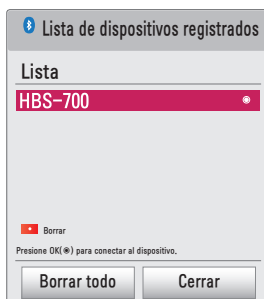 Lista de dispositivos registrados
Lista
HBS-700
Borrar
Presione OK(◉) para conectar al dispositivo.
Borrar todo
Cerrar